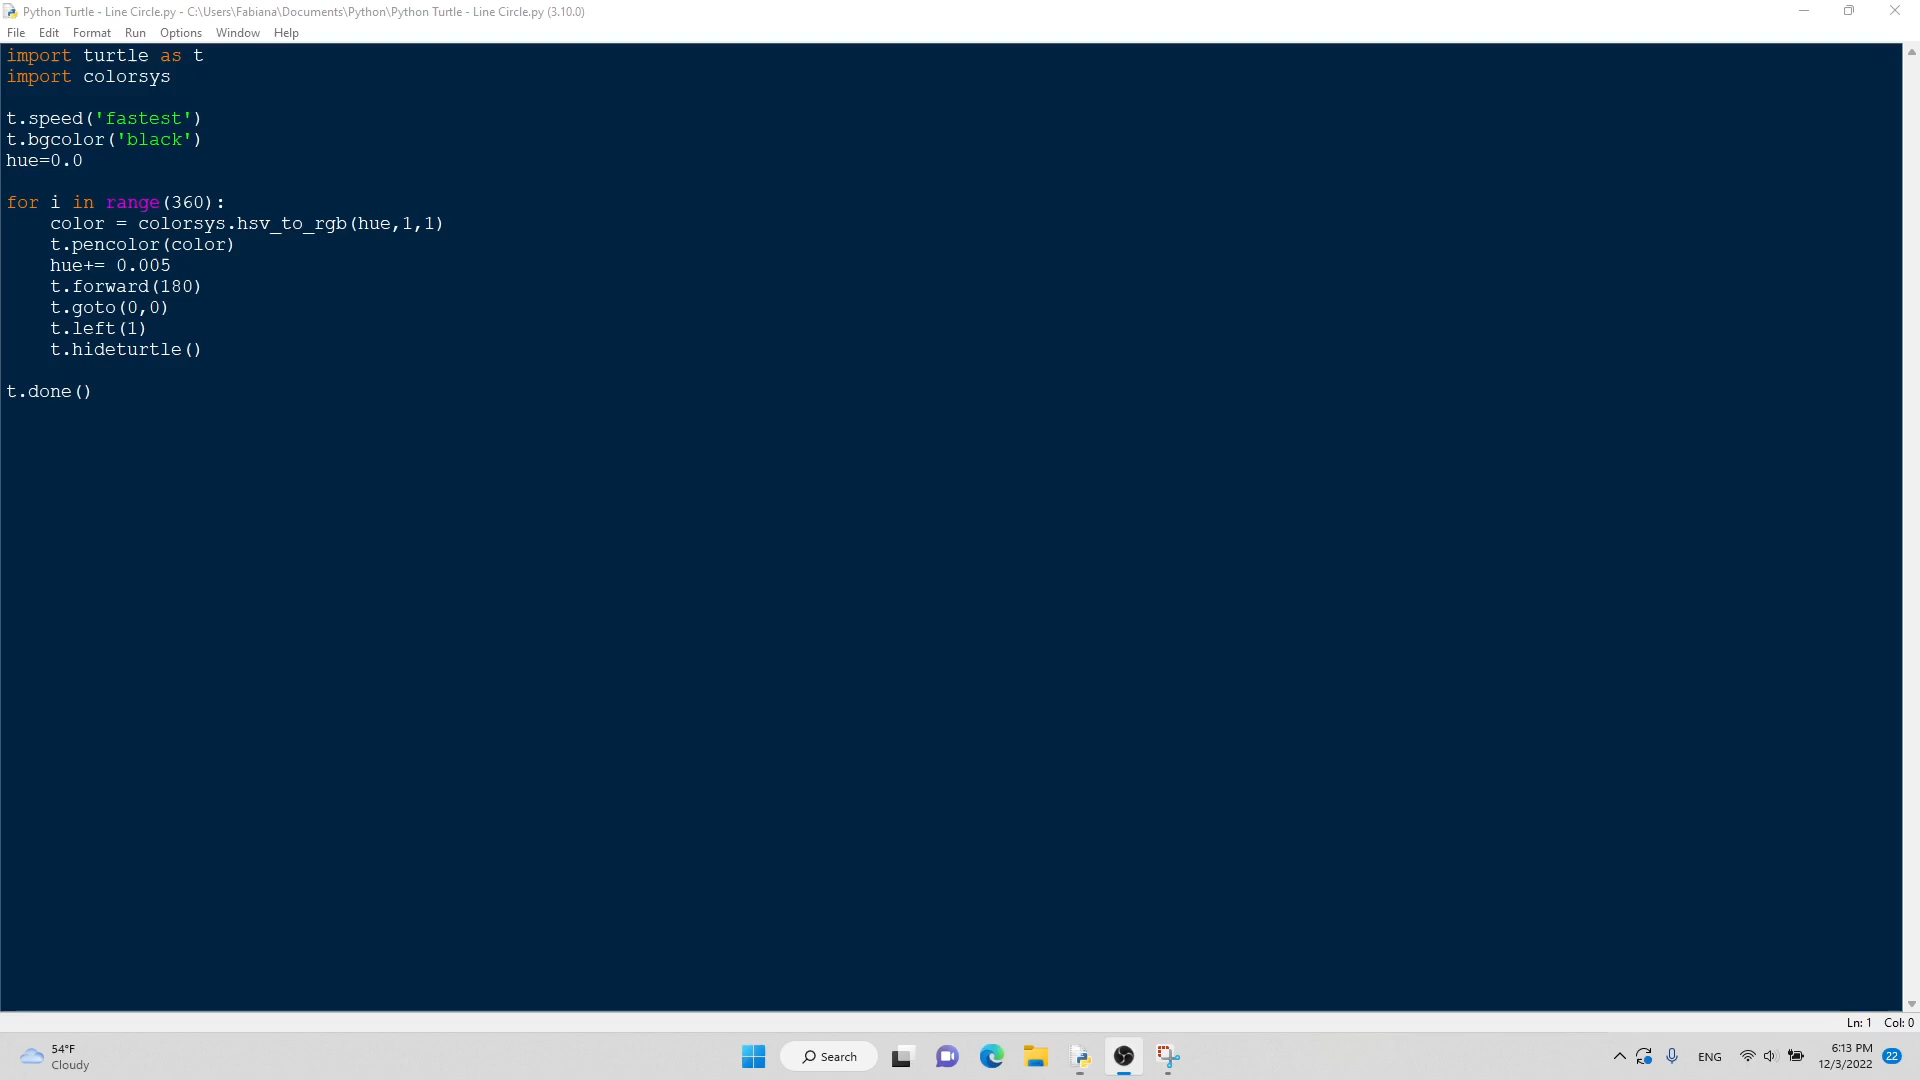 Python Turtle - Line Circle.py - C:\Users\Fabiana\Documents\Python\Python Turtle - Line Circle.py (3.10.0)
File Edit Format Run Options Window Help
import turtle as t
import colorsys
t.speed('fastest')
t.bgcolor('black')
hue=0.0
for i in range(360):
    color = colorsys.hsv_to_rgb(hue,1,1)
    t.pencolor(color)
    hue+= 0.005
    t.forward(180)
    t.goto(0,0)
    t.left(1)
    t.hideturtle()
t.done()
Ln: 1 Col: 0
54°F
Cloudy
Search
ENG
6:13 PM
12/3/2022
22